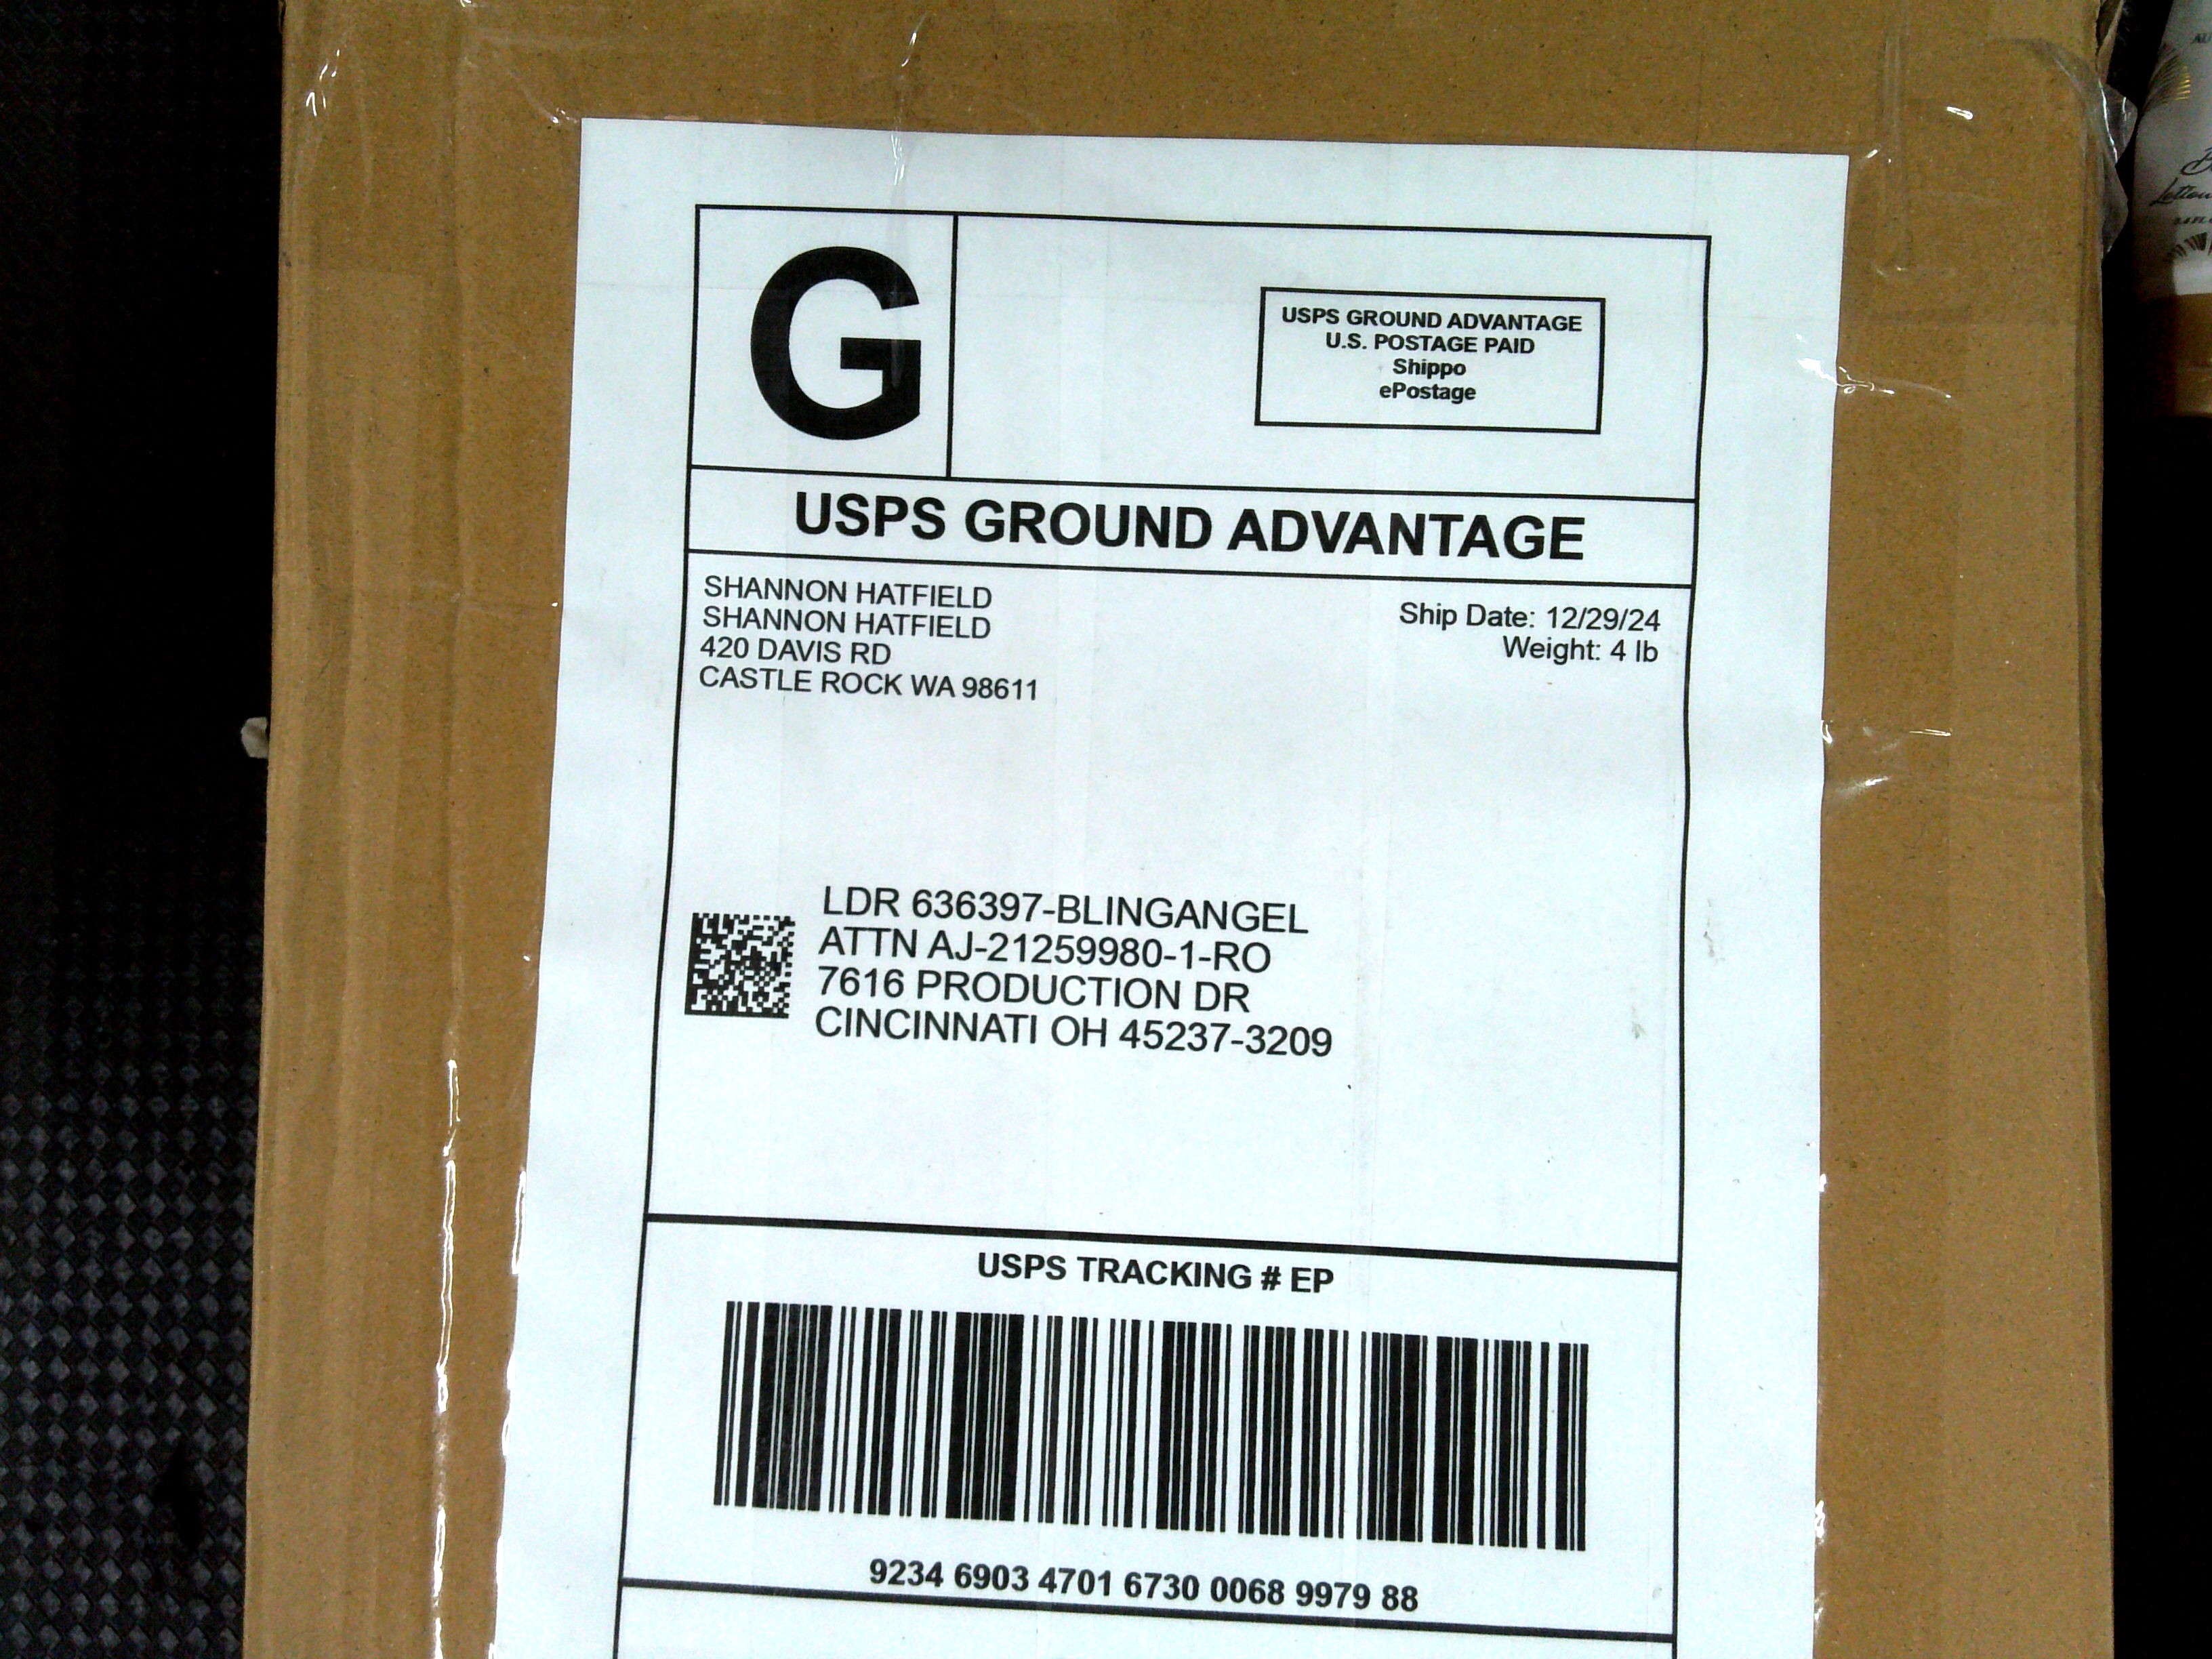 G
USPS GROUND ADVANTAGE
U.S. POSTAGE PAID
Shippo
ePostage
USPS GROUND ADVANTAGE
SHANNON HATFIELD
SHANNON HATFIELD
420 DAVIS RD
CASTLE ROCK WA 98611
Ship Date: 12/29/24
Weight: 4 lb
LDR 636397-BLINGANGEL
ATTN AJ-21259980-1-RO
7616 PRODUCTION DR
CINCINNATI OH 45237-3209
USPS TRACKING # EP
9234 6903 4701 6730 0068 9979 88